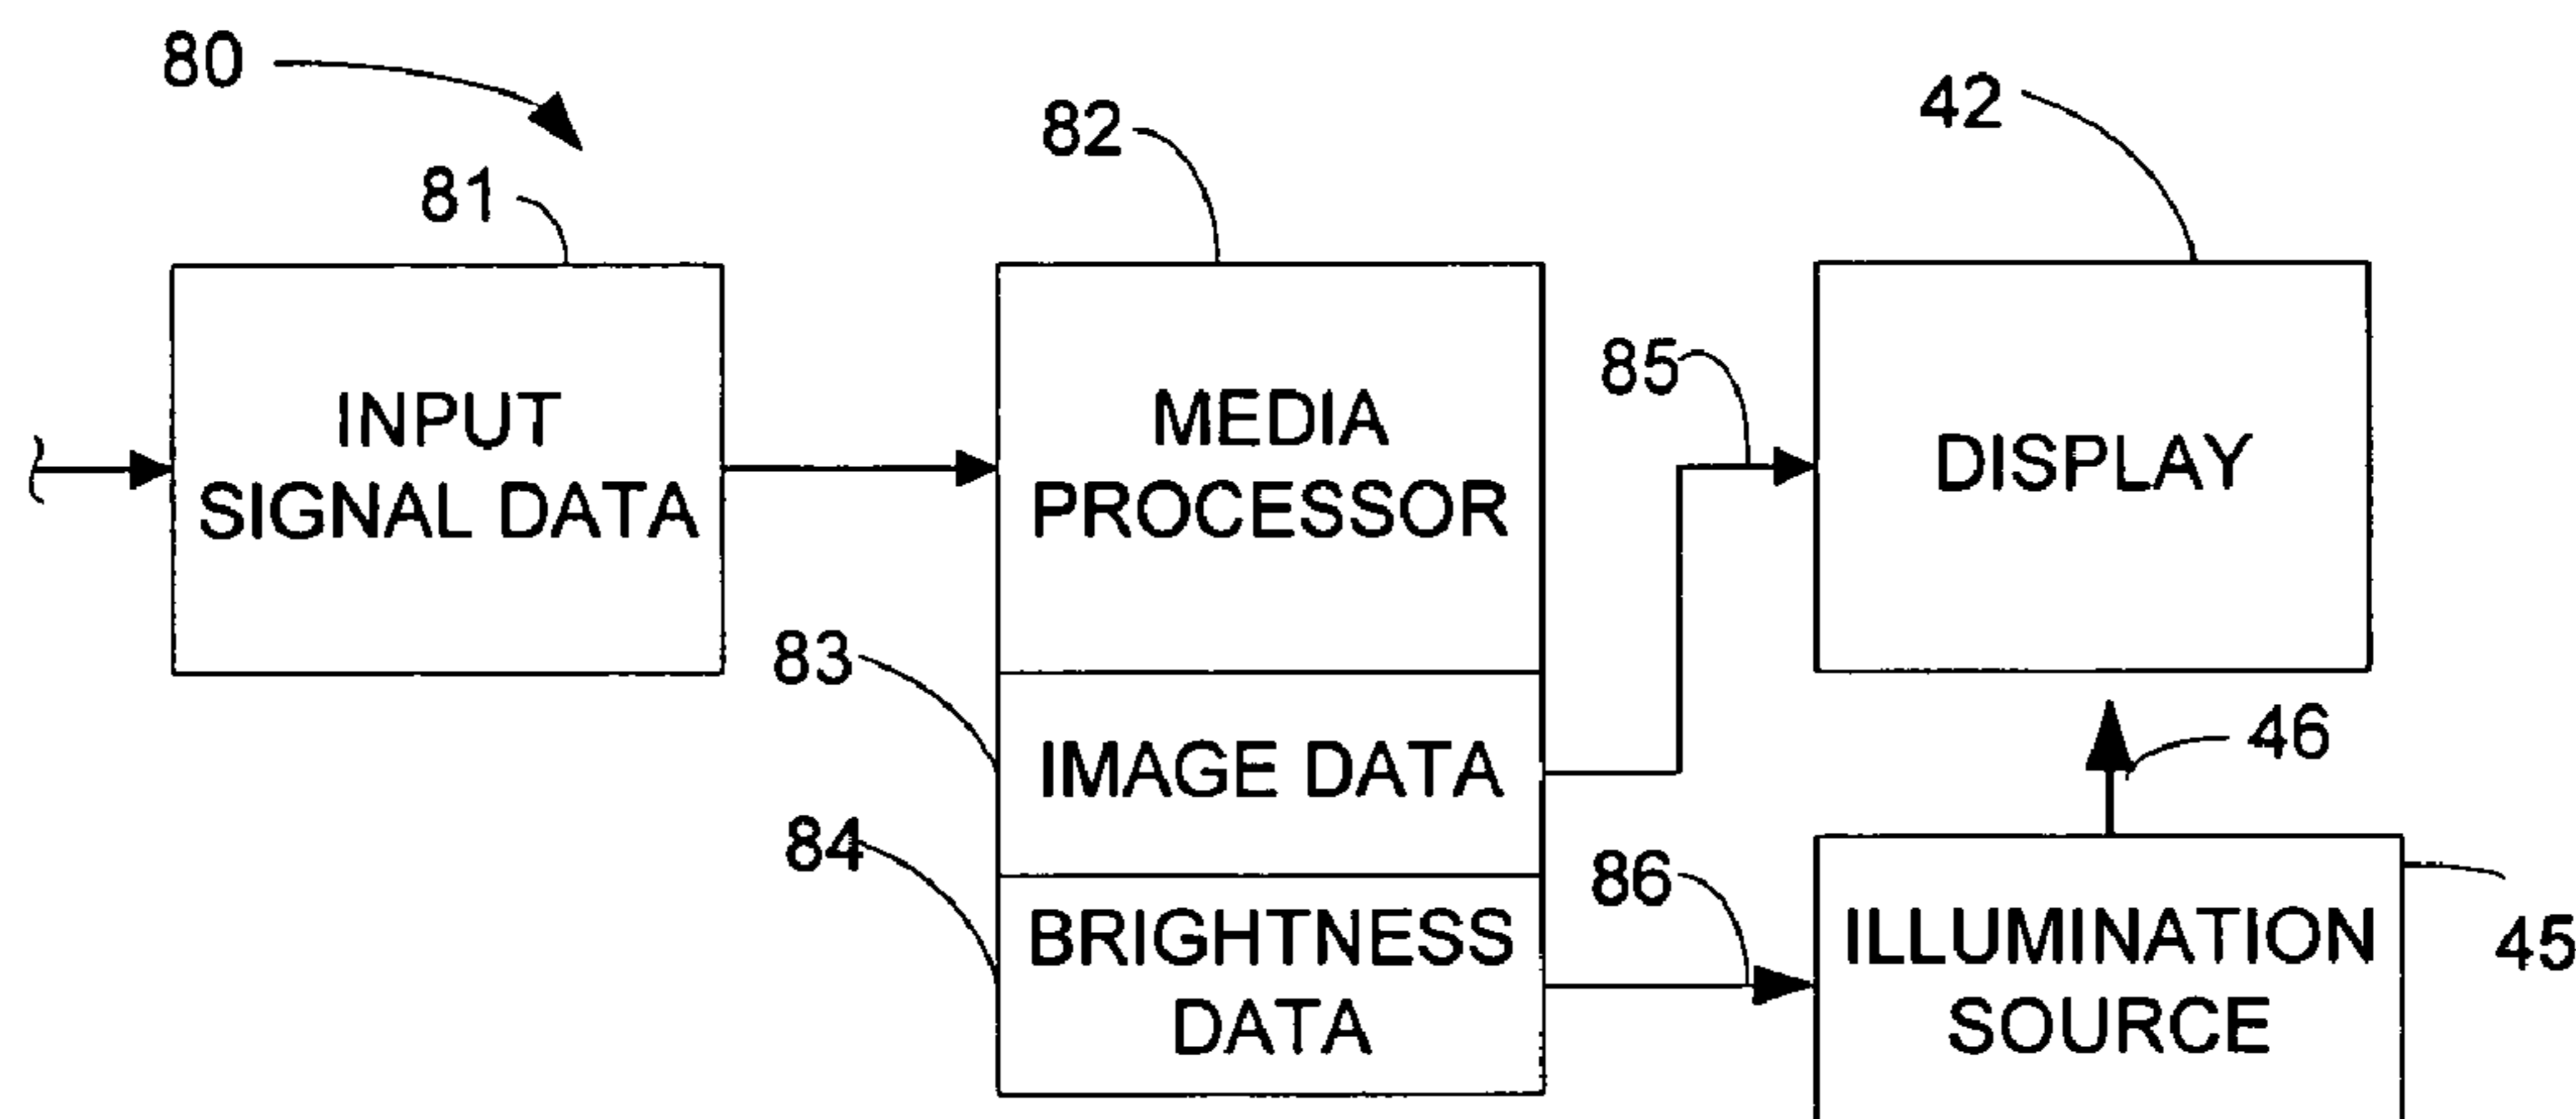 80
81
82
42
INPUT
SIGNAL DATA
MEDIA
PROCESSOR
85
DISPLAY
83
IMAGE DATA
46
84
BRIGHTNESS
DATA
86
ILLUMINATION
SOURCE
45